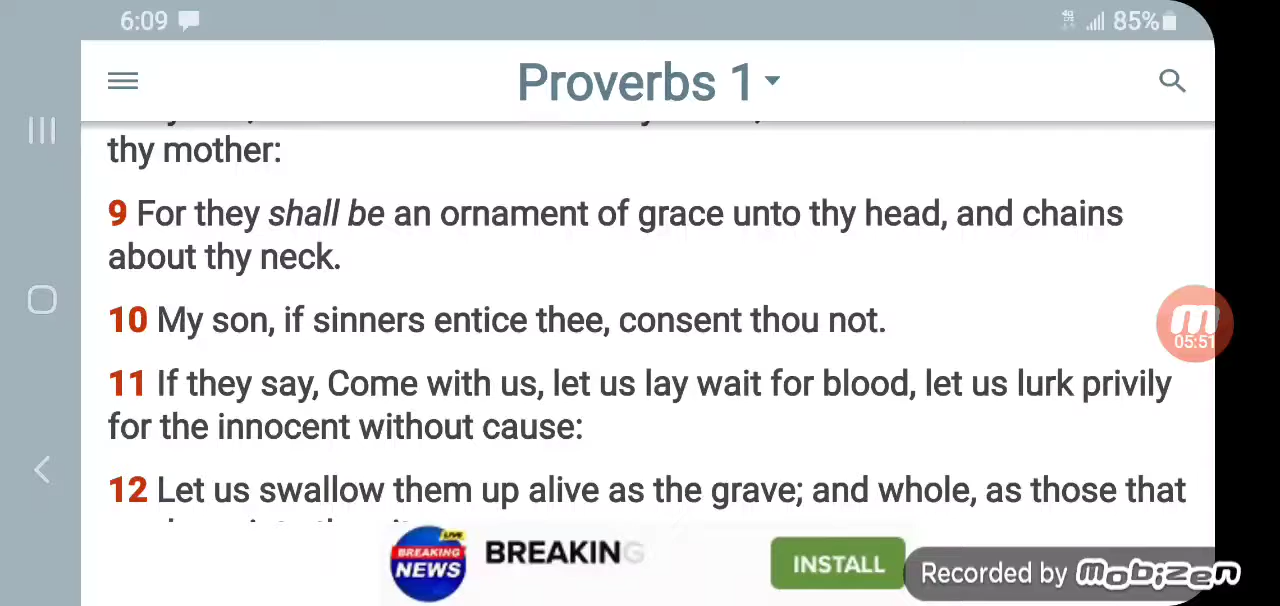 6:09
4G
85%
Proverbs 1
thy mother:
9 For they shall be an ornament of grace unto thy head, and chains
about thy neck.
10 My son, if sinners entice thee, consent thou not.
11 If they say, Come with us, let us lay wait for blood, let us lurk privily
for the innocent without cause:
12 Let us swallow them up alive as the grave; and whole, as those that
m
05:51
LIVE
BREAKING
NEWS
BREAKING
INSTALL
Recorded by mobizen